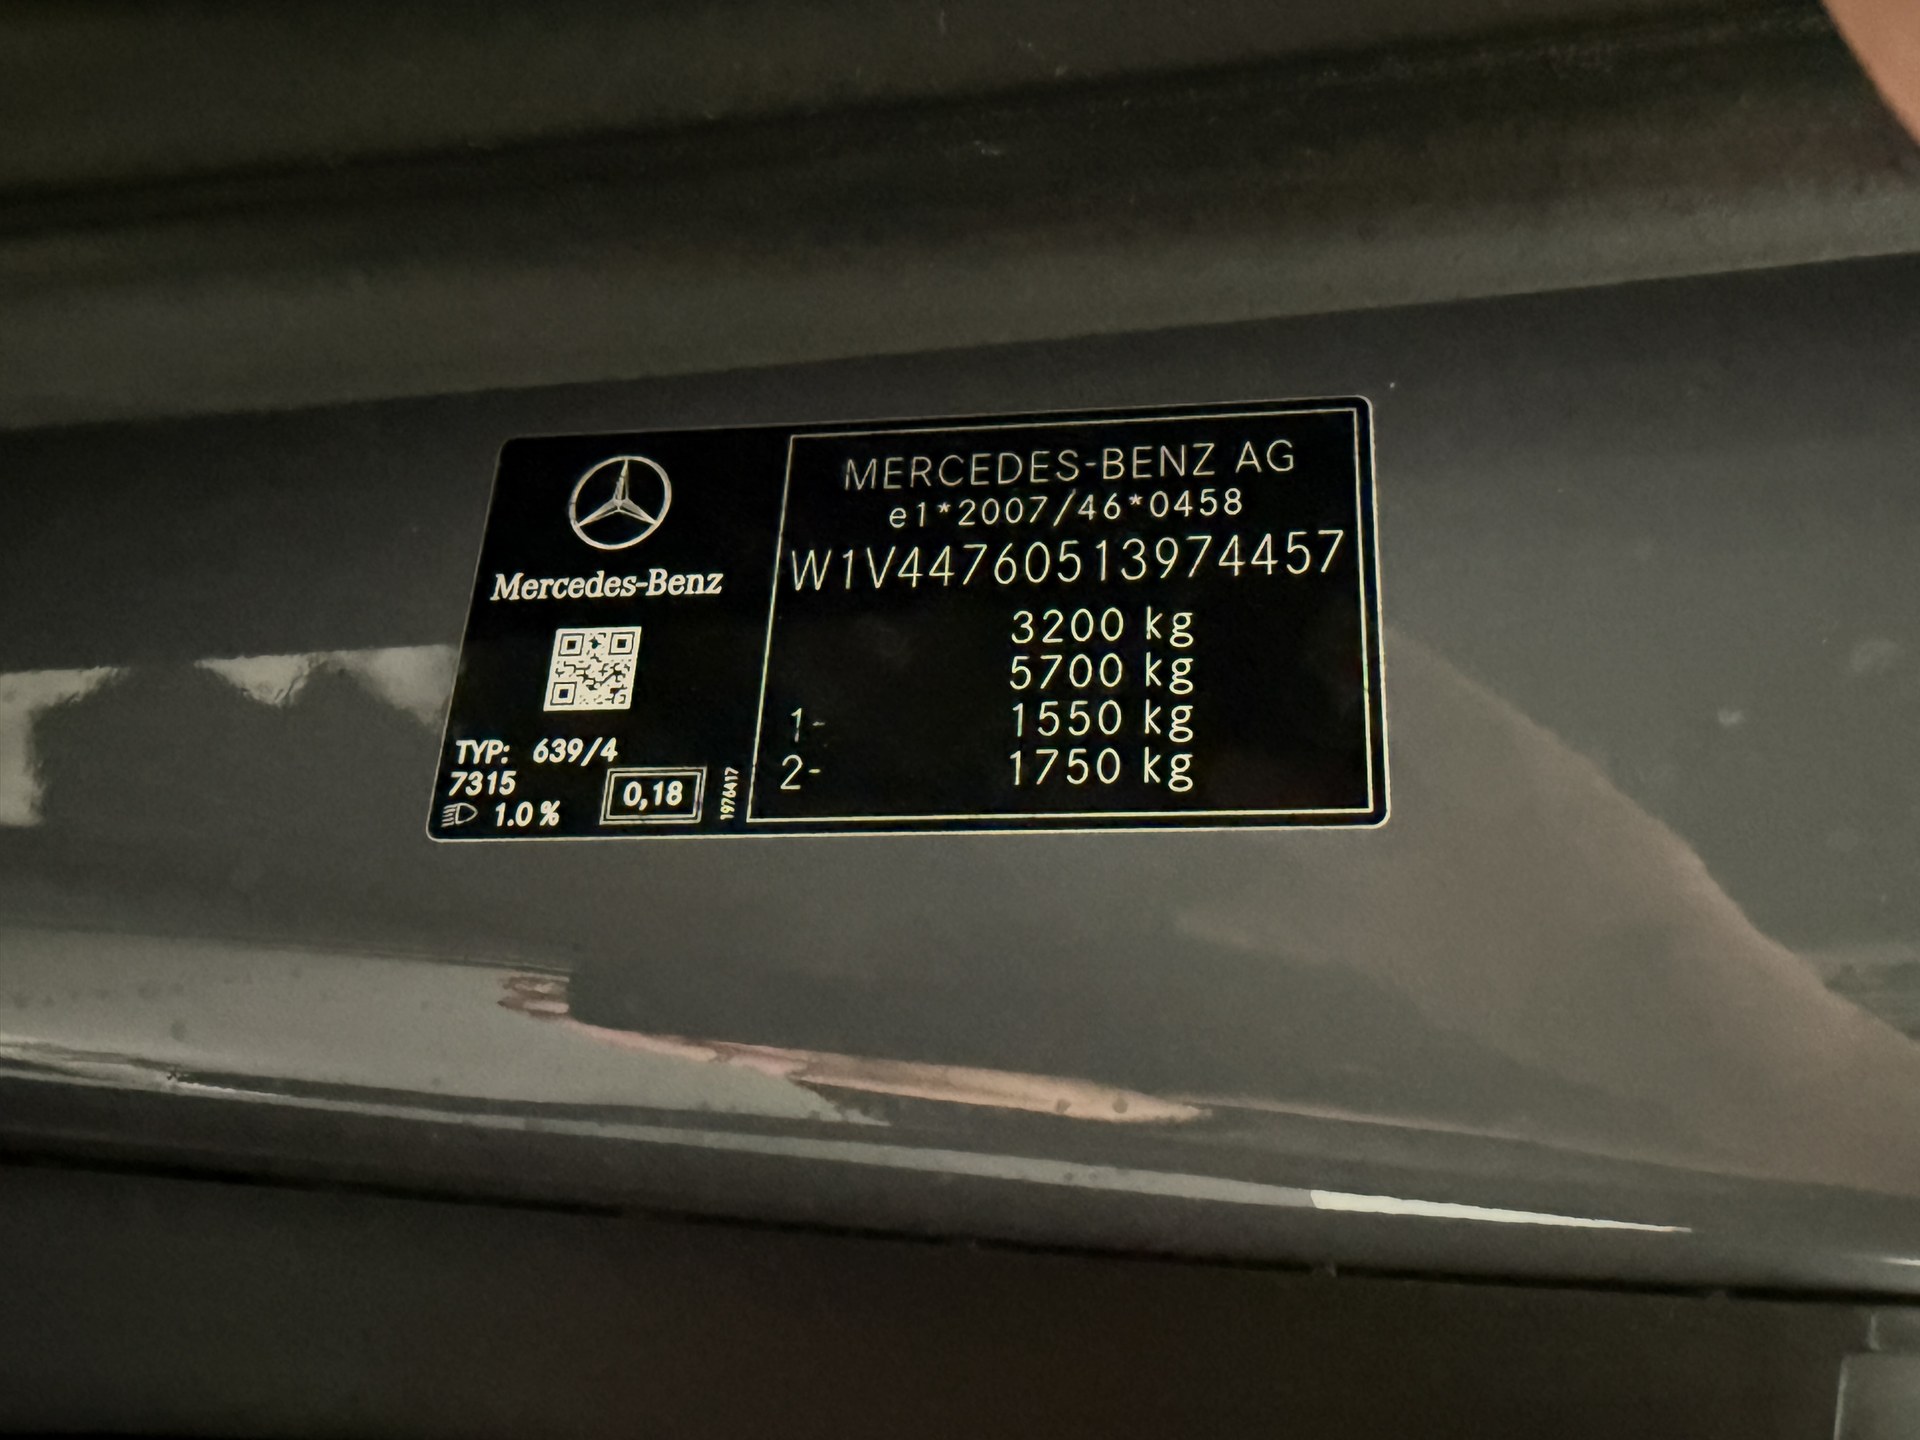 Mercedes-Benz
TYP: 639/4
7315
1.0%
0,18
1976417
MERCEDES-BENZ AG
e1*2007/46*0458
W1V44760513974457
3200 kg
5700 kg
1- 1550 kg
2- 1750 kg